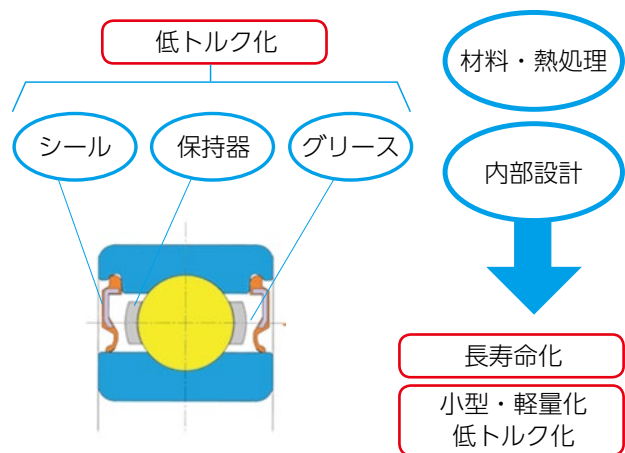 低トルク化
シール
保持器
グリース
材料・熱処理
内部設計
長寿命化
小型・軽量化
低トルク化